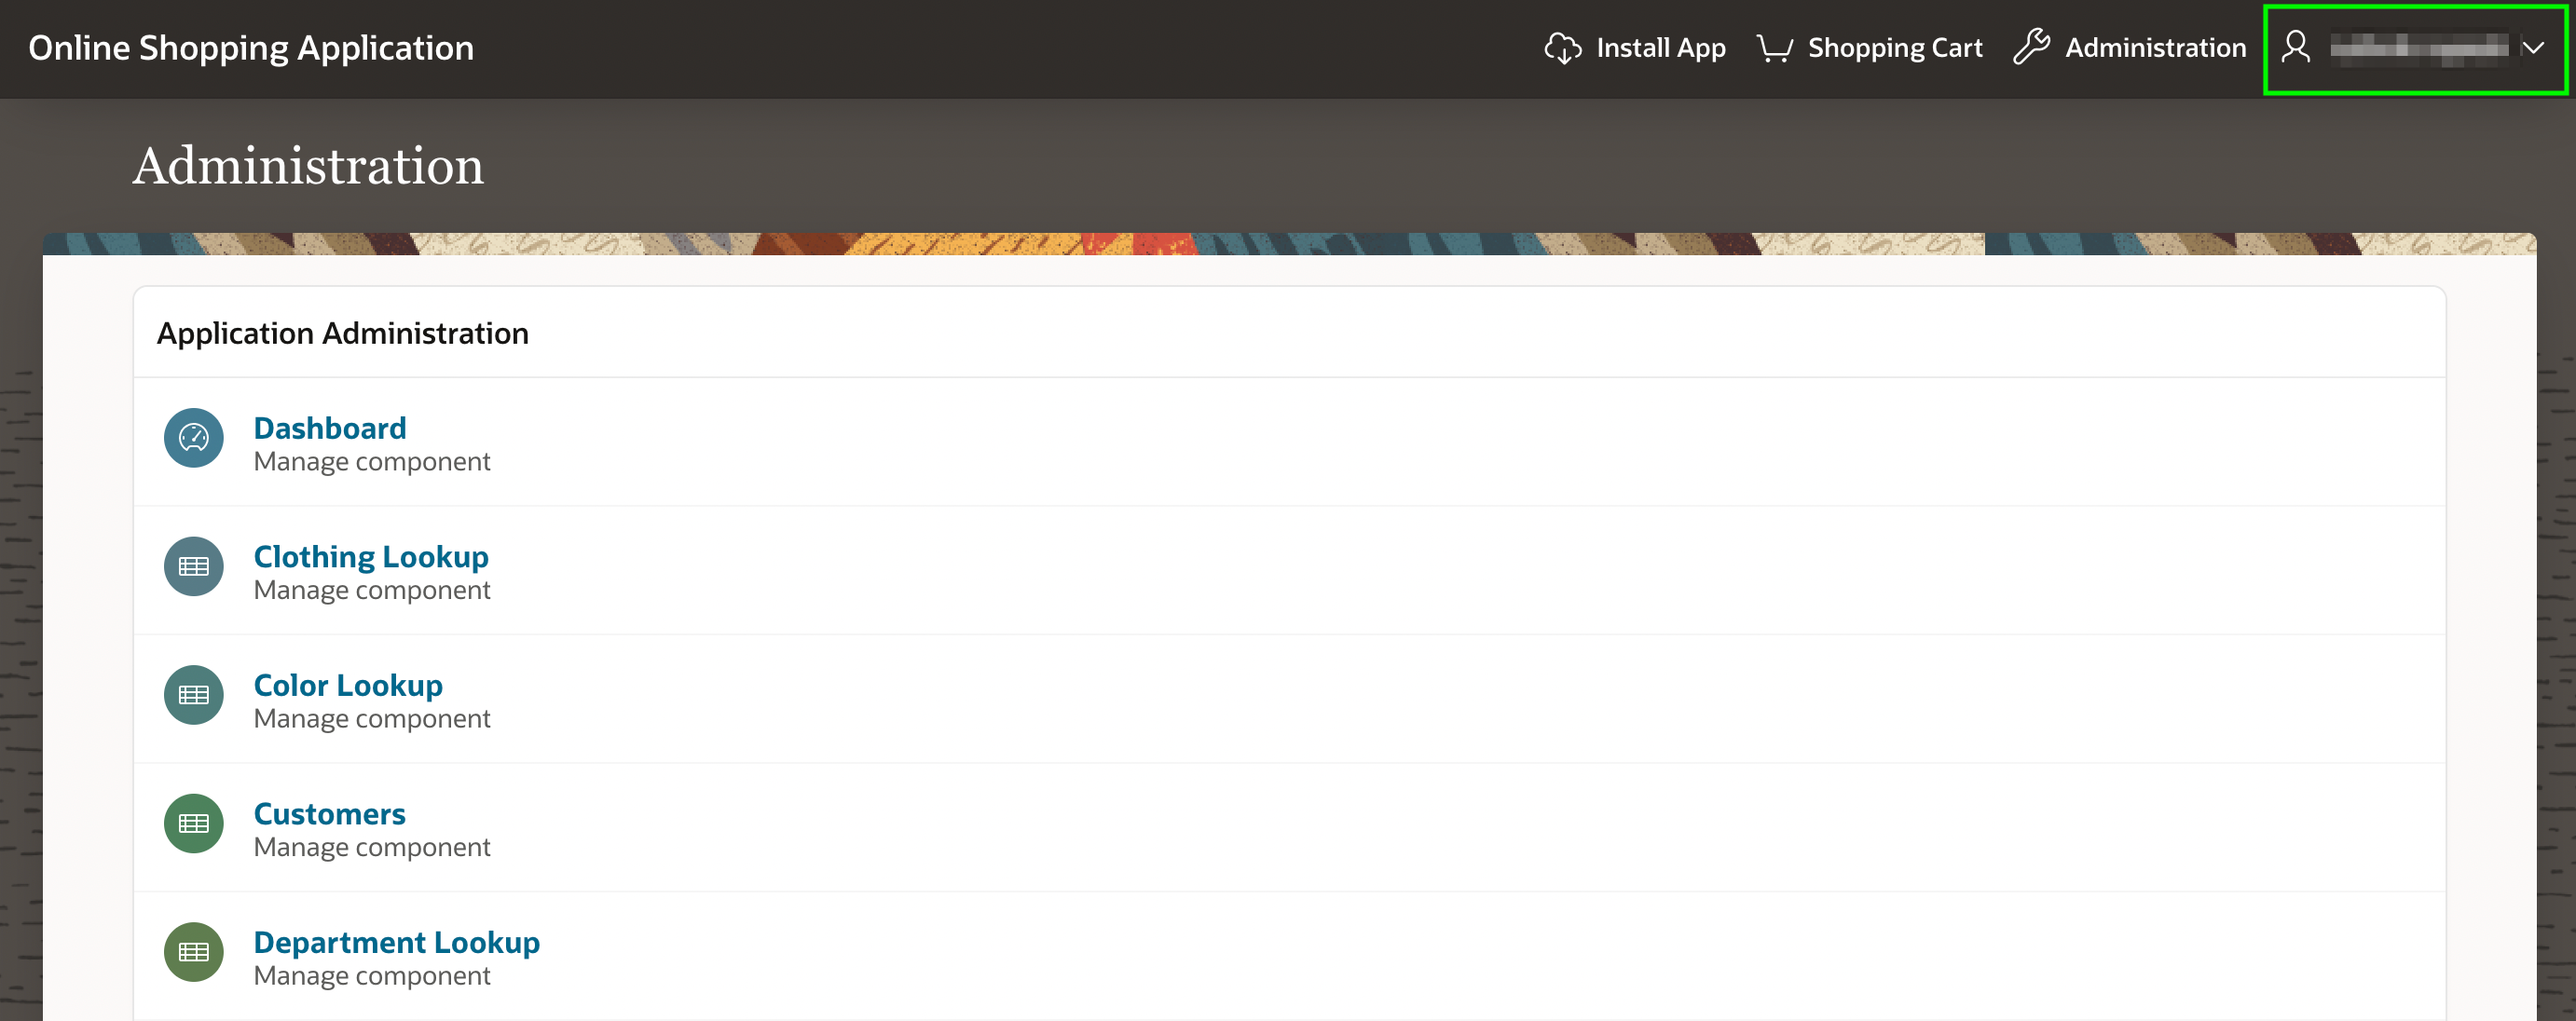 Online Shopping Application
Install App
Shopping Cart
Administration
Administration
Application Administration
Dashboard
Manage component
Clothing Lookup
Manage component
Color Lookup
Manage component
Customers
Manage component
Department Lookup
Manage component